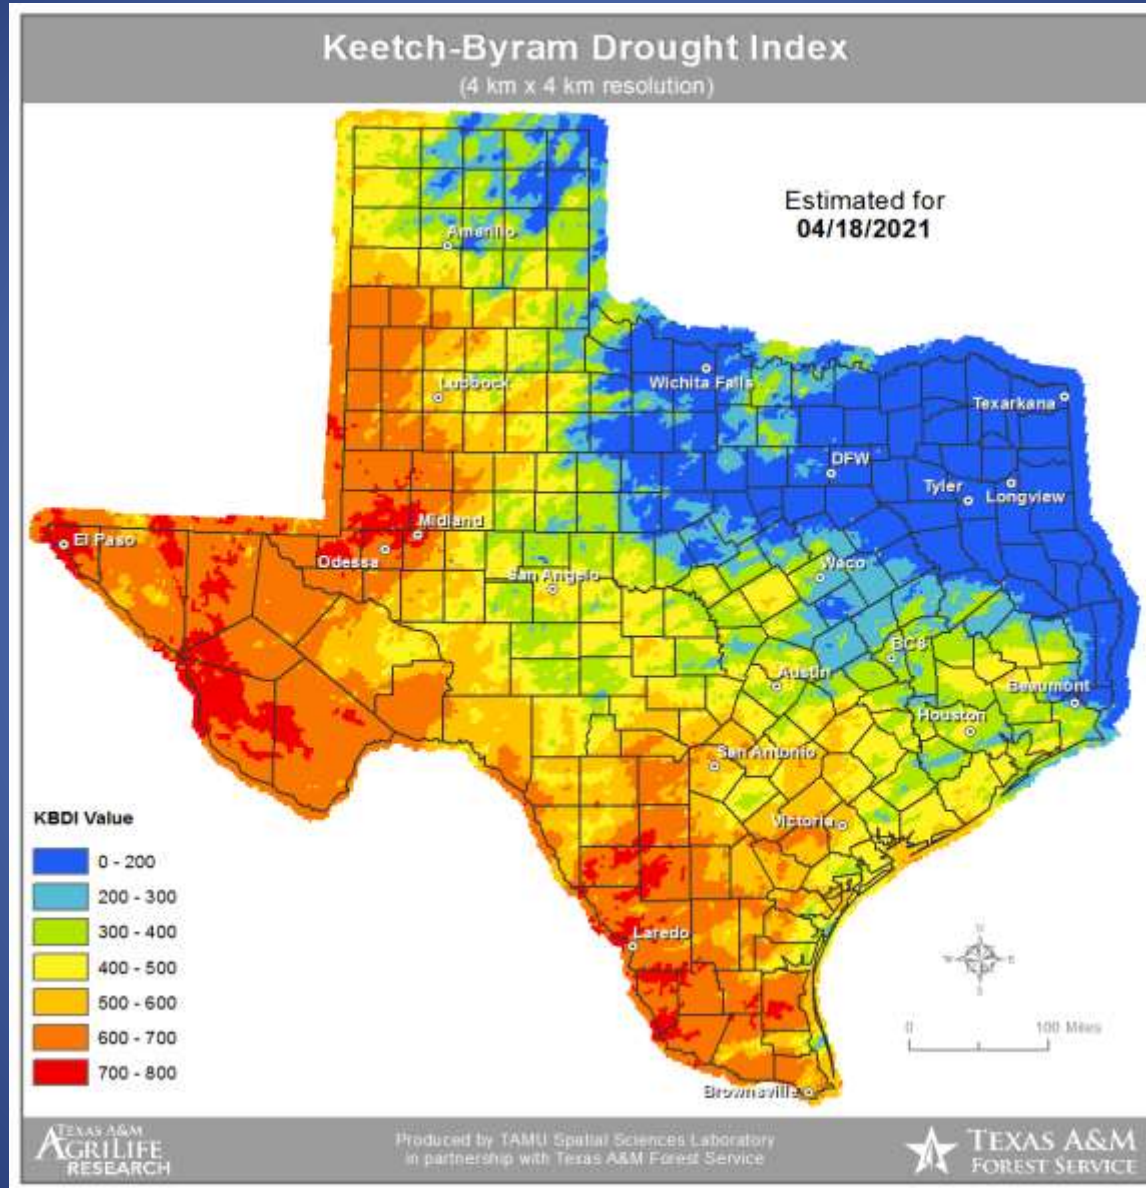 Keetch-Byram Drought Index
(4 km x 4 km resolution)
Estimated for
04/18/2021
Amarillo
Lubbock
Wichita Falls
Texarkana
DFW
Tyler
Longview
Midland
El Paso
Odessa
San Angelo
Waco
BCS
Austin
Beaumont
Houston
San Antonio
Victoria
Laredo
Brownsville
KBDI Value
0 - 200
200 - 300
300 - 400
400 - 500
500 - 600
600 - 700
700 - 800
N
W E
S
0 100 Miles
TEXAS A&M
AGRILIFE
RESEARCH
Produced by TAMU Spatial Sciences Laboratory
in partnership with Texas A&M Forest Service
TEXAS A&M
FOREST SERVICE